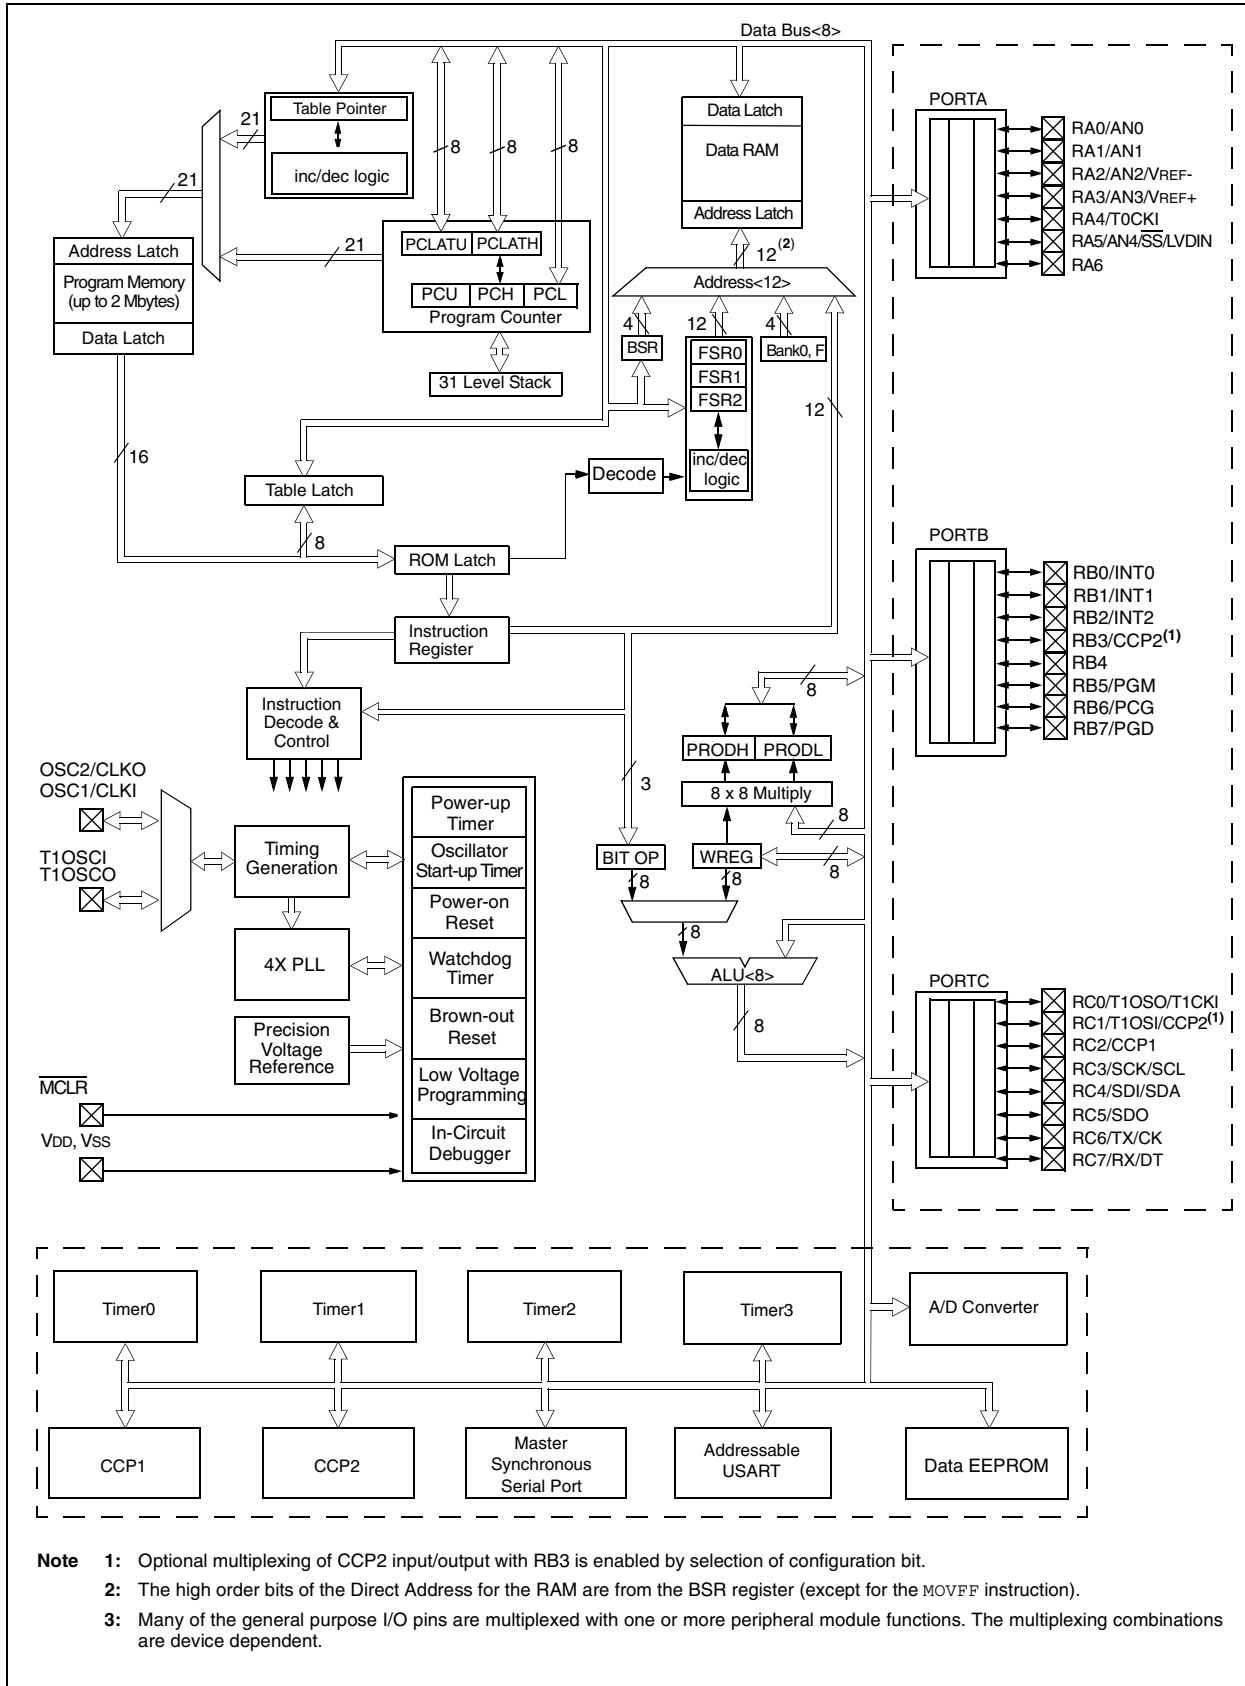 Data Bus<8>
PORTA
Table Pointer
21
Data Latch
RA0/AN0
8
8
8
Data RAM
RA1/AN1
inc/dec logic
RA2/AN2/VREF-
21
RA3/AN3/VREF+
Address Latch
RA4/T0CKI
21
PCLATU
PCLATH
RA5/AN4/SS/LVDIN
Address Latch
12(2)
RA6
Program Memory
(up to 2 Mbytes)
Address<12>
PCU
PCH
PCL
Program Counter
4
12
4
Data Latch
BSR
FSR0
Bank0, F
FSR1
31 Level Stack
FSR2
12
16
inc/dec
logic
Decode
Table Latch
PORTB
8
ROM Latch
RB0/INT0
RB1/INT1
RB2/INT2
Instruction
Register
RB3/CCP2(1)
RB4
8
RB5/PGM
Instruction
Decode &
Control
RB6/PCG
RB7/PGD
PRODH
PRODL
OSC2/CLKO
OSC1/CLKI
3
8 x 8 Multiply
Power-up
Timer
8
Timing
Generation
Oscillator
Start-up Timer
BIT OP
WREG
8
T1OSCI
T1OSCO
8
8
Power-on
Reset
8
4X PLL
Watchdog
Timer
ALU<8>
PORTC
RC0/T1OSO/T1CKI
Precision
Voltage
Reference
Brown-out
Reset
8
RC1/T1OSI/CCP2(1)
RC2/CCP1
RC3/SCK/SCL
MCLR
Low Voltage
Programming
RC4/SDI/SDA
RC5/SDO
VDD, VSS
In-Circuit
Debugger
RC6/TX/CK
RC7/RX/DT
Timer0
Timer1
Timer2
Timer3
A/D Converter
CCP1
CCP2
Master
Synchronous
Serial Port
Addressable
USART
Data EEPROM
Note 1: Optional multiplexing of CCP2 input/output with RB3 is enabled by selection of configuration bit.
2: The high order bits of the Direct Address for the RAM are from the BSR register (except for the MOVFF instruction).
3: Many of the general purpose I/O pins are multiplexed with one or more peripheral module functions. The multiplexing combinations
are device dependent.